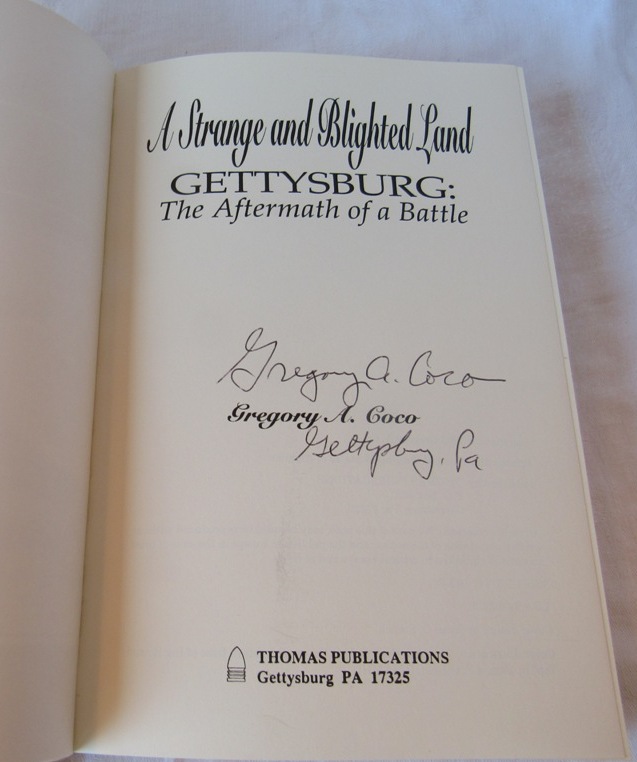 A Strange and Blighted Land
GETTYSBURG:
The Aftermath of a Battle
Gregory A. Coco
Gregory A. Coco
Gettysburg, Pa
THOMAS PUBLICATIONS
Gettysburg PA 17325